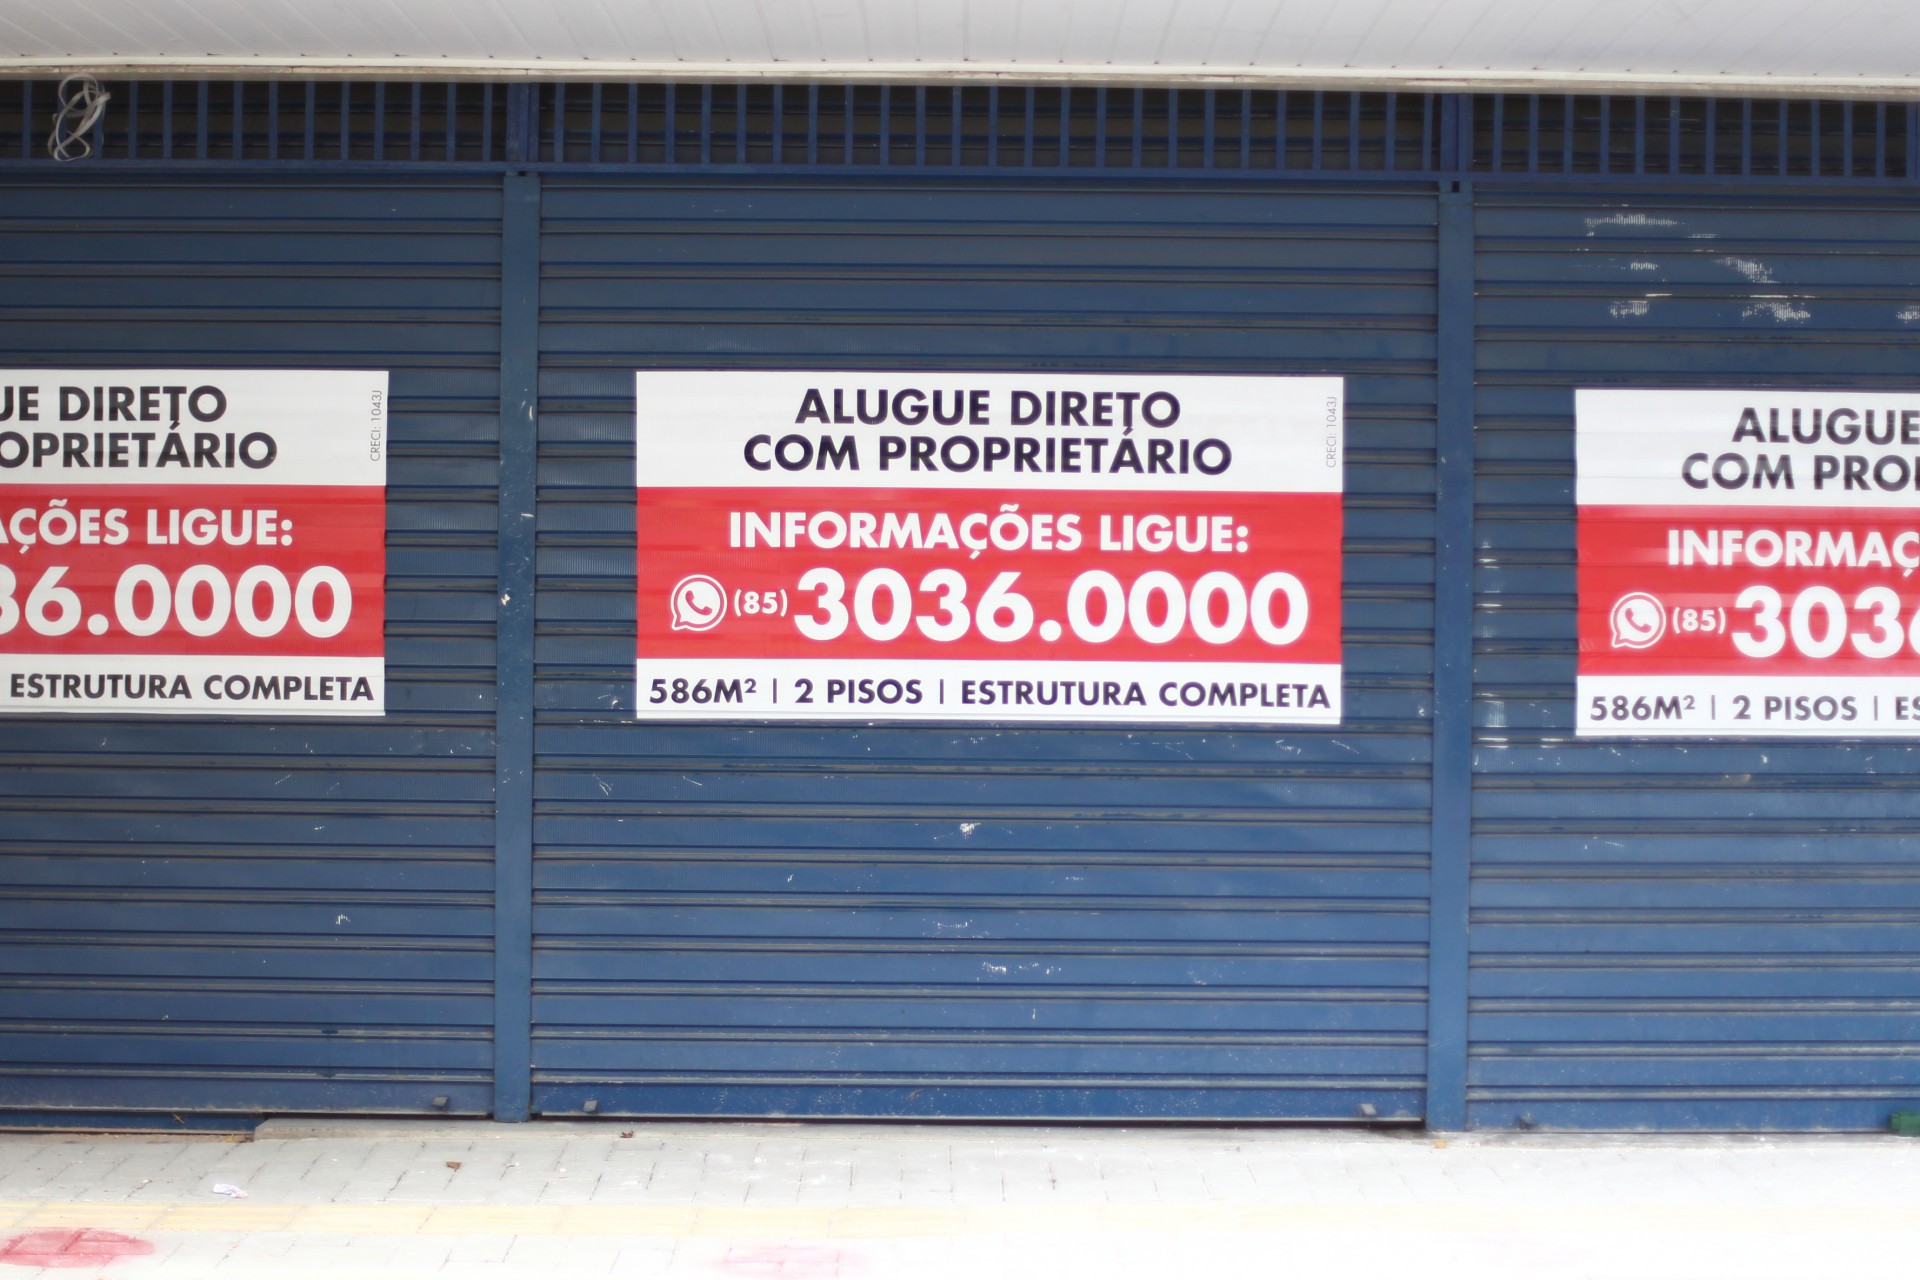 UE DIRETO
OPRIETÁRIO
CRECI: 1043J
AÇÕES LIGUE:
36.0000
ESTRUTURA COMPLETA
ALUGUE DIRETO
COM PROPRIETÁRIO
CRECI: 1043J
INFORMAÇÕES LIGUE:
(85) 3036.0000
586M² | 2 PISOS | ESTRUTURA COMPLETA
ALUGUE
COM PROP
INFORMAÇ
(85) 3036
586M² | 2 PISOS | ES